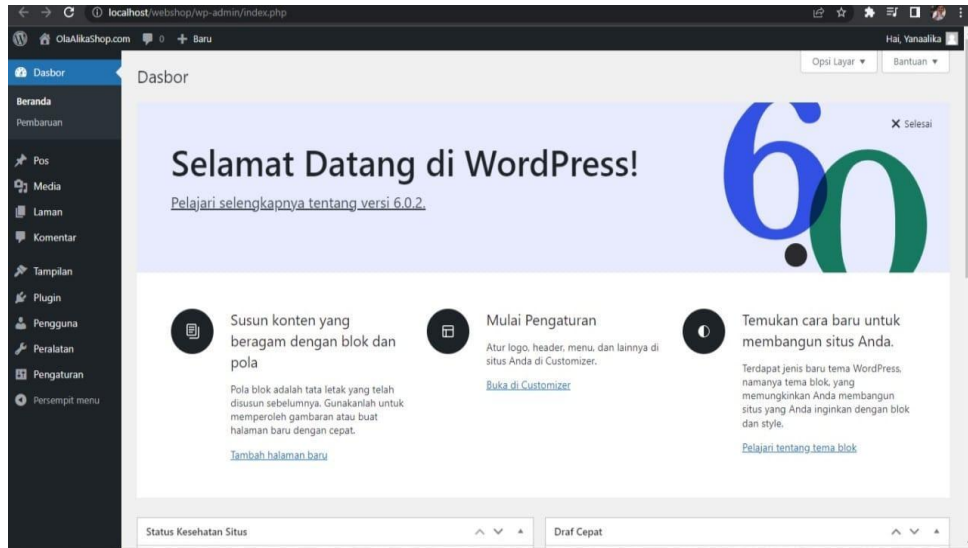 localhost/webshop/wp-admin/index.php
OlaAlikaShop.com 0 + Baru Hai, Yanaalika
Opsi Layar ▼ Bantuan ▼
Dasbor
Beranda
Pembaruan
Pos
Media
Laman
Komentar
Tampilan
Plugin
Pengguna
Peralatan
Pengaturan
Persempit menu
Dasbor
Selesai
Selamat Datang di WordPress!
Pelajari selengkapnya tentang versi 6.0.2.
6.0
Susun konten yang
beragam dengan blok dan
pola
Pola blok adalah tata letak yang telah
disusun sebelumnya. Gunakanlah untuk
memperoleh gambaran atau buat
halaman baru dengan cepat.
Tambah halaman baru
Mulai Pengaturan
Atur logo, header, menu, dan lainnya di
situs Anda di Customizer.
Buka di Customizer
Temukan cara baru untuk
membangun situs Anda.
Terdapat jenis baru tema WordPress,
namanya tema blok, yang
memungkinkan Anda membangun
situs yang Anda inginkan dengan blok
dan style.
Pelajari tentang tema blok
Status Kesehatan Situs
Draf Cepat